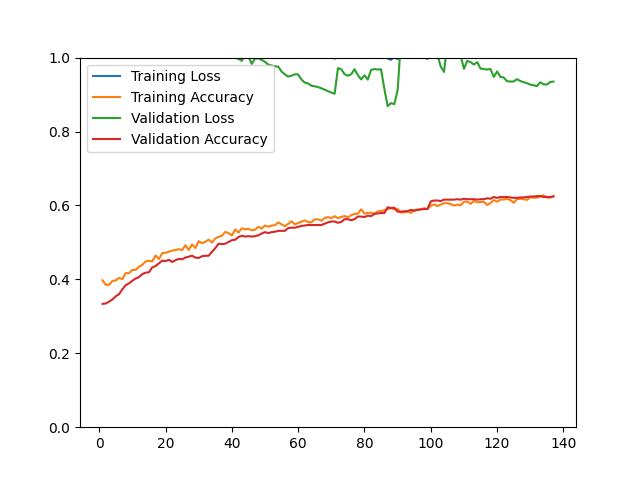 1.0
0.8
0.6
0.4
0.2
0.0
0 20 40 60 80 100 120 140
Training Loss
Training Accuracy
Validation Loss
Validation Accuracy